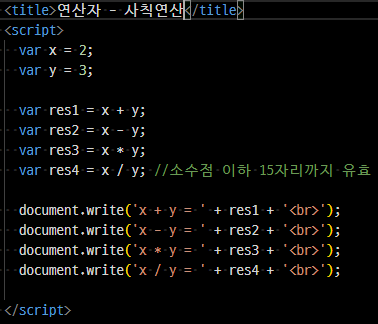 <title>연산자 - 사칙연산</title>
<script>
var x = 2;
var y = 3;
var res1 = x + y;
var res2 = x - y;
var res3 = x * y;
var res4 = x / y; //소수점 이하 15자리까지 유효
document.write('x + y = ' + res1 + '<br>');
document.write('x - y = ' + res2 + '<br>');
document.write('x * y = ' + res3 + '<br>');
document.write('x / y = ' + res4 + '<br>');
</script>